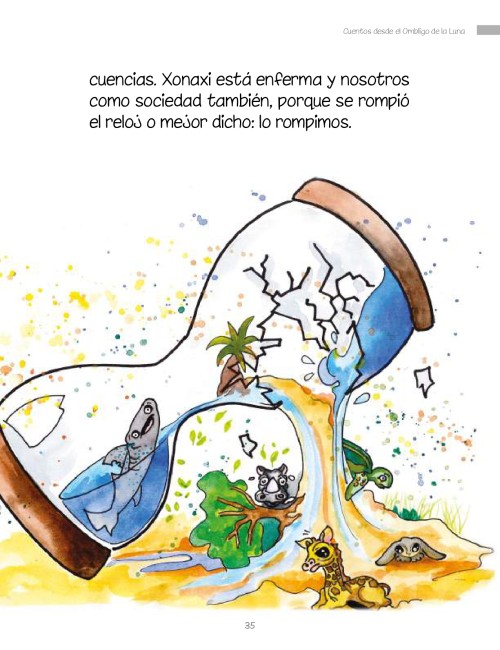 Cuentos desde el Ombligo de la Luna
cuencias. Xonaxi está enferma y nosotros
como sociedad también, porque se rompió
el reloj o mejor dicho: lo rompimos.
35